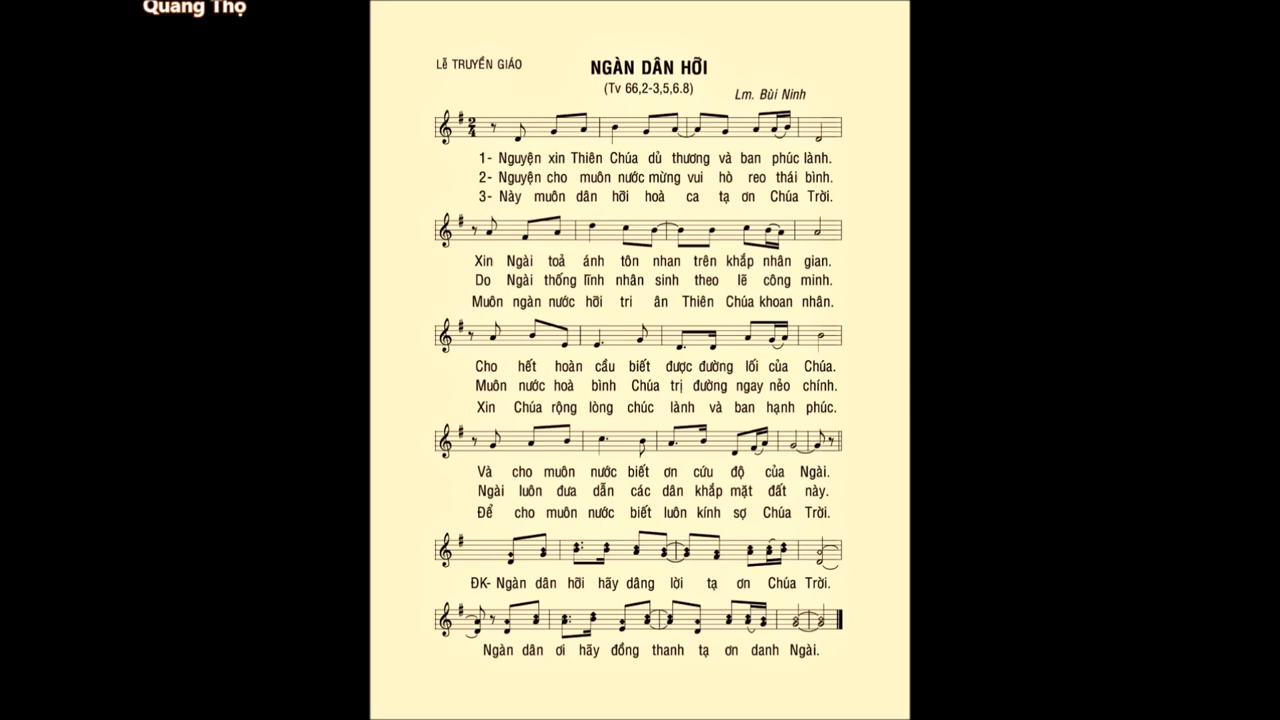 Quang Thọ
Lễ TRUYỀN GIÁO
NGÀN DÂN HỠI
(Tv 66,2-3,5,6.8)
Lm. Bùi Ninh
1- Nguyện xin Thiên Chúa dủ thương và ban phúc lành.
2- Nguyện cho muôn nước mừng vui hò reo thái bình.
3- Này muôn dân hỡi hoà ca tạ ơn Chúa Trời.
Xin Ngài toả ánh tôn nhan trên khắp nhân gian.
Do Ngài thống lĩnh nhân sinh theo lẽ công minh.
Muôn ngàn nước hỡi tri ân Thiên Chúa khoan nhân.
Cho hết hoàn cầu biết được đường lối của Chúa.
Muôn nước hoà bình Chúa trị đường ngay nẻo chính.
Xin Chúa rộng lòng chúc lành và ban hạnh phúc.
Và cho muôn nước biết ơn cứu độ của Ngài.
Ngài luôn đưa dẫn các dân khắp mặt đất này.
Để cho muôn nước biết luôn kính sợ Chúa Trời.
ĐK- Ngàn dân hỡi hãy dâng lời tạ ơn Chúa Trời.
Ngàn dân ơi hãy đồng thanh tạ ơn danh Ngài.